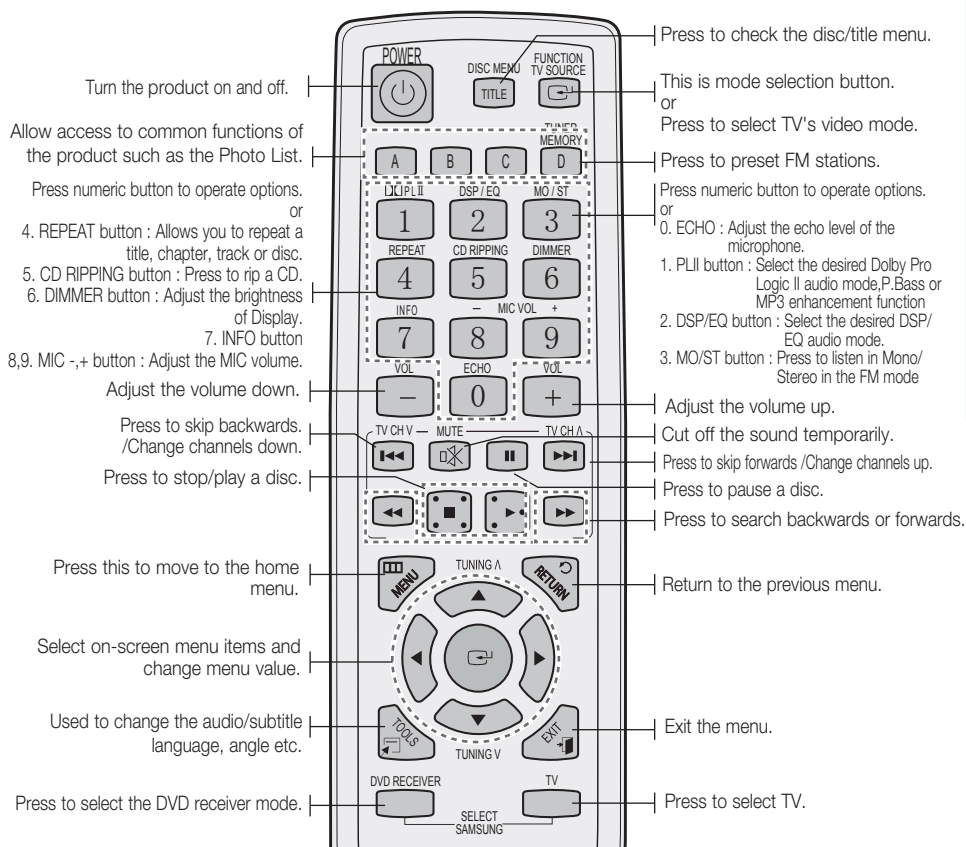 Turn the product on and off.
Allow access to common functions of
the product such as the Photo List.
Press numeric button to operate options.
or
4. REPEAT button : Allows you to repeat a
title, chapter, track or disc.
5. CD RIPPING button : Press to rip a CD.
6. DIMMER button : Adjust the brightness
of Display.
7. INFO button
8,9. MIC -,+ button : Adjust the MIC volume.
Adjust the volume down.
Press to skip backwards.
/Change channels down.
Press to stop/play a disc.
Press this to move to the home
menu.
Select on-screen menu items and
change menu value.
Used to change the audio/subtitle
language, angle etc.
Press to select the DVD receiver mode.
POWER
DISC MENU
TITLE
FUNCTION
TV SOURCE
TUNER
MEMORY
A B C D
PL II DSP / EQ MO / ST
1 2 3
REPEAT CD RIPPING DIMMER
4 5 6
INFO − MIC VOL +
7 8 9
VOL ECHO VOL
− 0 +
TV CH V MUTE TV CH Λ
MENU
TUNING Λ
RETURN
TOOLS
TUNING V
EXIT
DVD RECEIVER TV
SELECT
SAMSUNG
Press to check the disc/title menu.
This is mode selection button.
or
Press to select TV's video mode.
Press to preset FM stations.
Press numeric button to operate options.
or
0. ECHO : Adjust the echo level of the
microphone.
1. PLII button : Select the desired Dolby Pro
Logic II audio mode,P.Bass or
MP3 enhancement function
2. DSP/EQ button : Select the desired DSP/
EQ audio mode.
3. MO/ST button : Press to listen in Mono/
Stereo in the FM mode
Adjust the volume up.
Cut off the sound temporarily.
Press to skip forwards /Change channels up.
Press to pause a disc.
Press to search backwards or forwards.
Return to the previous menu.
Exit the menu.
Press to select TV.